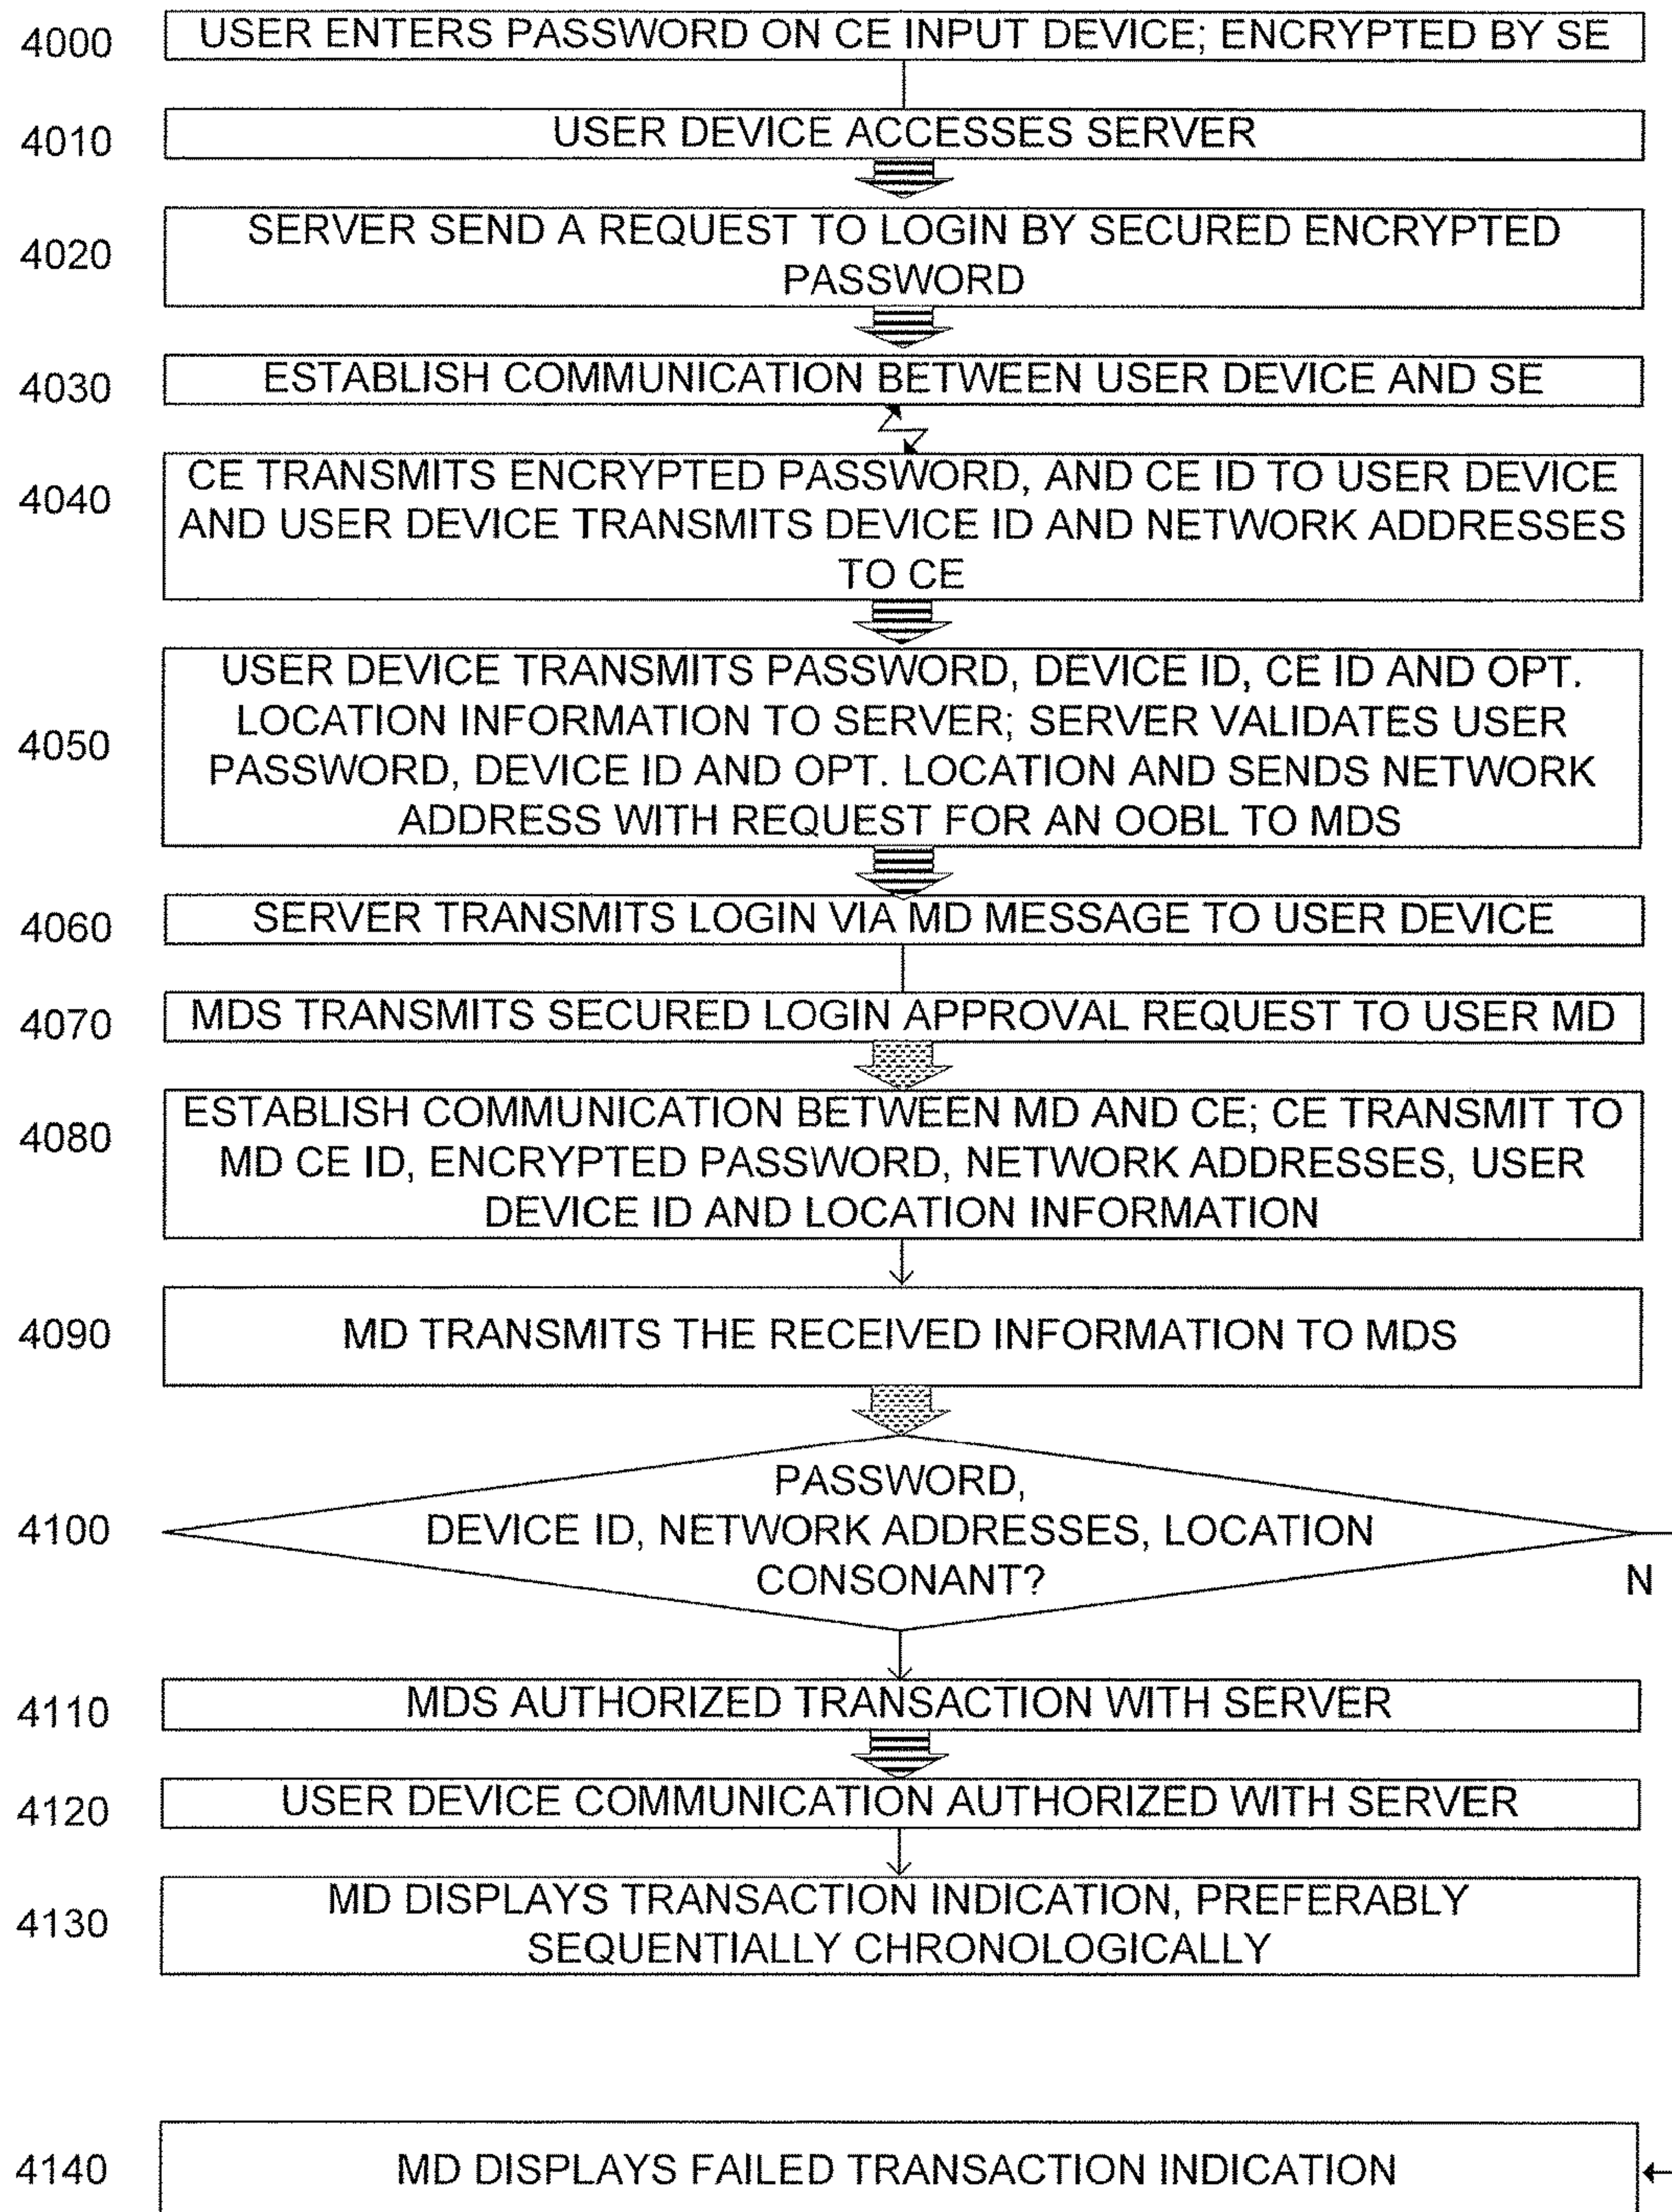 4000 USER ENTERS PASSWORD ON CE INPUT DEVICE; ENCRYPTED BY SE
4010 USER DEVICE ACCESSES SERVER
4020 SERVER SEND A REQUEST TO LOGIN BY SECURED ENCRYPTED
PASSWORD
4030 ESTABLISH COMMUNICATION BETWEEN USER DEVICE AND SE
4040 CE TRANSMITS ENCRYPTED PASSWORD, AND CE ID TO USER DEVICE
AND USER DEVICE TRANSMITS DEVICE ID AND NETWORK ADDRESSES
TO CE
4050 USER DEVICE TRANSMITS PASSWORD, DEVICE ID, CE ID AND OPT.
LOCATION INFORMATION TO SERVER; SERVER VALIDATES USER
PASSWORD, DEVICE ID AND OPT. LOCATION AND SENDS NETWORK
ADDRESS WITH REQUEST FOR AN OOBL TO MDS
4060 SERVER TRANSMITS LOGIN VIA MD MESSAGE TO USER DEVICE
4070 MDS TRANSMITS SECURED LOGIN APPROVAL REQUEST TO USER MD
4080 ESTABLISH COMMUNICATION BETWEEN MD AND CE; CE TRANSMIT TO
MD CE ID, ENCRYPTED PASSWORD, NETWORK ADDRESSES, USER
DEVICE ID AND LOCATION INFORMATION
4090 MD TRANSMITS THE RECEIVED INFORMATION TO MDS
PASSWORD,
4100 DEVICE ID, NETWORK ADDRESSES, LOCATION
CONSONANT?
N
4110 MDS AUTHORIZED TRANSACTION WITH SERVER
4120 USER DEVICE COMMUNICATION AUTHORIZED WITH SERVER
4130 MD DISPLAYS TRANSACTION INDICATION, PREFERABLY
SEQUENTIALLY CHRONOLOGICALLY
4140 MD DISPLAYS FAILED TRANSACTION INDICATION